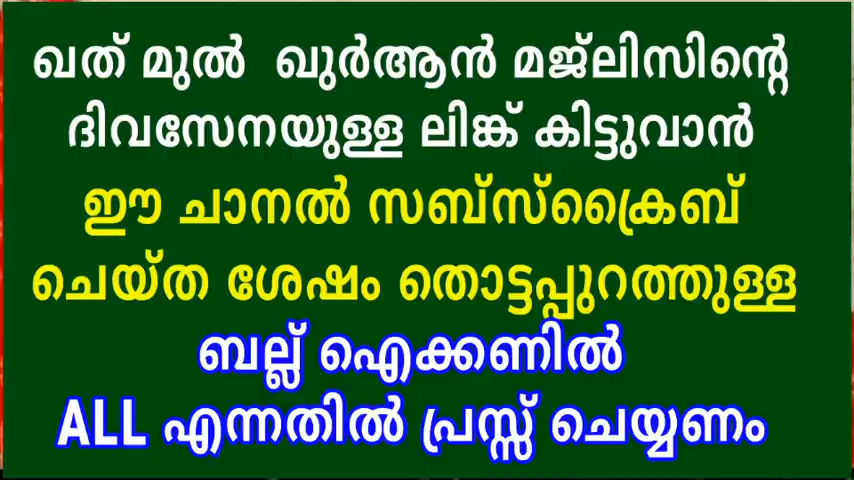 ഖത് മുൽ ഖുർആൻ മജ്‌ലിസിന്റെ
ദിവസേനയുള്ള ലിങ്ക് കിട്ടുവാൻ
ഈ ചാനൽ സബ്സ്ക്രൈബ്
ചെയ്ത ശേഷം തൊട്ടപ്പുറത്തുള്ള
ബല്ല് ഐക്കണിൽ
ALL എന്നതിൽ പ്രസ്സ് ചെയ്യണം